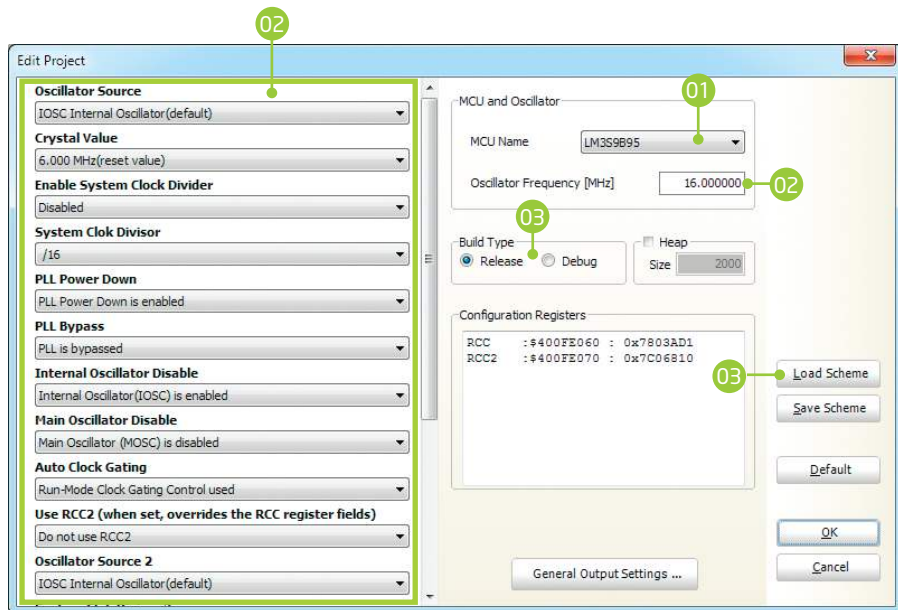 02
Edit Project
x
Oscillator Source
IOSC Internal Oscillator(default)
Crystal Value
6.000 MHz(reset value)
Enable System Clock Divider
Disabled
System Clok Divisor
/16
PLL Power Down
PLL Power Down is enabled
PLL Bypass
PLL is bypassed
Internal Oscillator Disable
Internal Oscillator(IOSC) is enabled
Main Oscillator Disable
Main Oscillator (MOSC) is disabled
Auto Clock Gating
Run-Mode Clock Gating Control used
Use RCC2 (when set, overrides the RCC register fields)
Do not use RCC2
Oscillator Source 2
IOSC Internal Oscillator(default)
MCU and Oscillator
01
MCU Name LM3S9B95
Oscillator Frequency [MHz] 16.000000
02
03
Build Type
Release Debug
Heap
Size 2000
Configuration Registers
RCC :$400FE060 : 0x7803AD1
RCC2 :$400FE070 : 0x7C06810
03
Load Scheme
Save Scheme
Default
OK
Cancel
General Output Settings ...